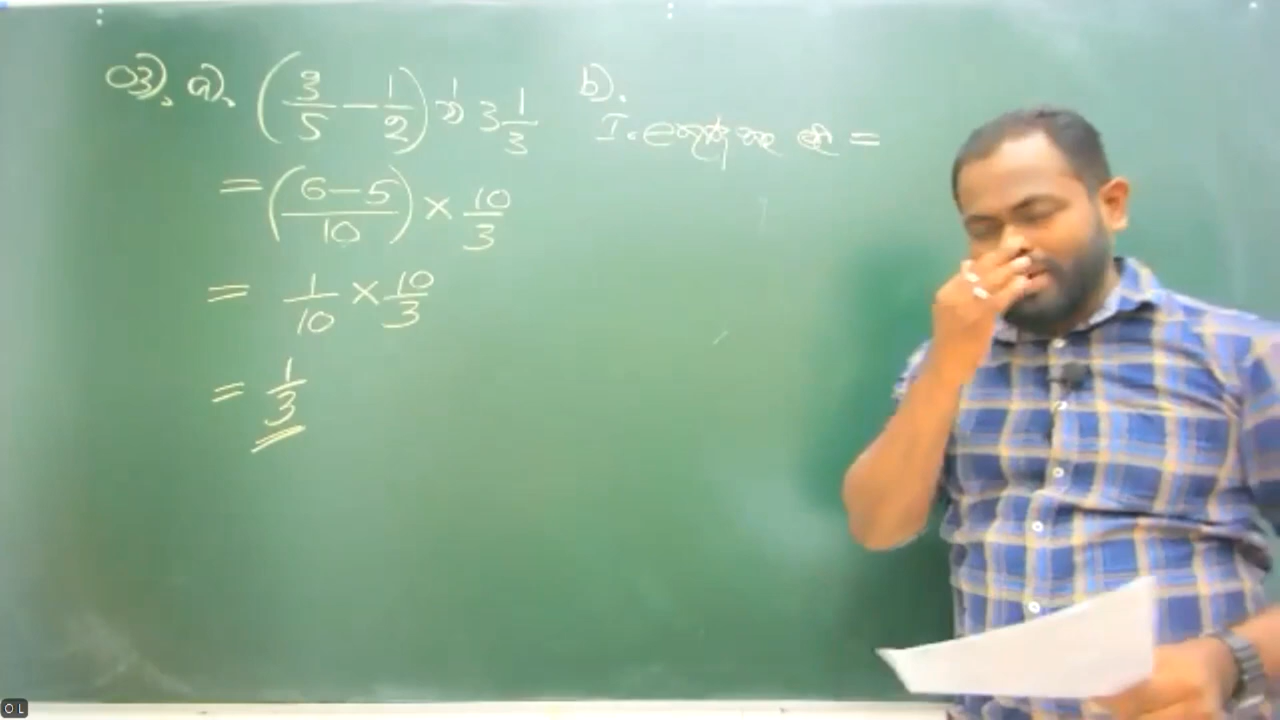 03). a). (3/5 − 1/2) න් 3 1/3
= (6−5/10) × 10/3
= 1/10 × 10/3
= 1/3
b).
I. =